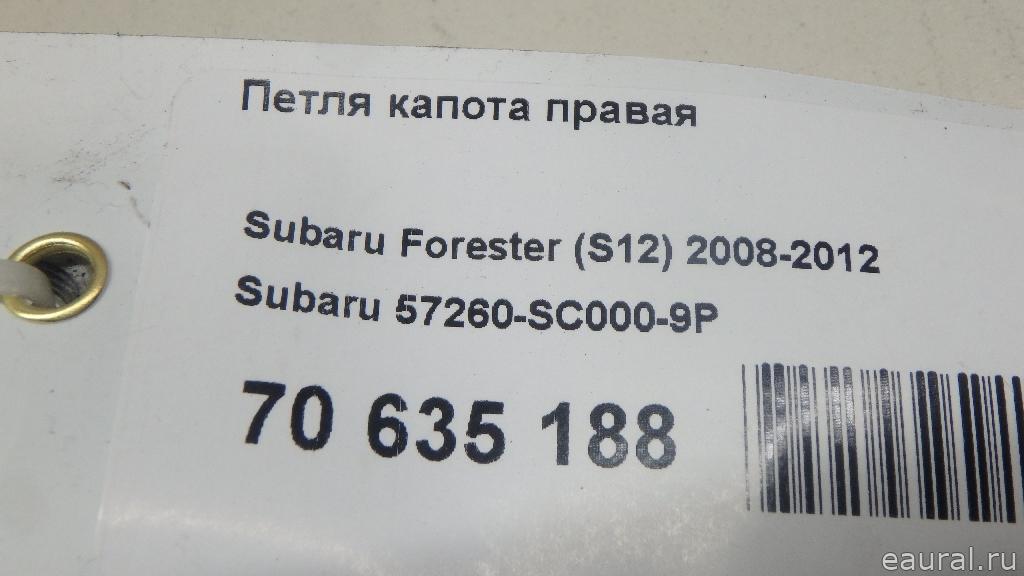 Петля капота правая
Subaru Forester (S12) 2008-2012
Subaru 57260-SC000-9P
70 635 188
eaural.ru